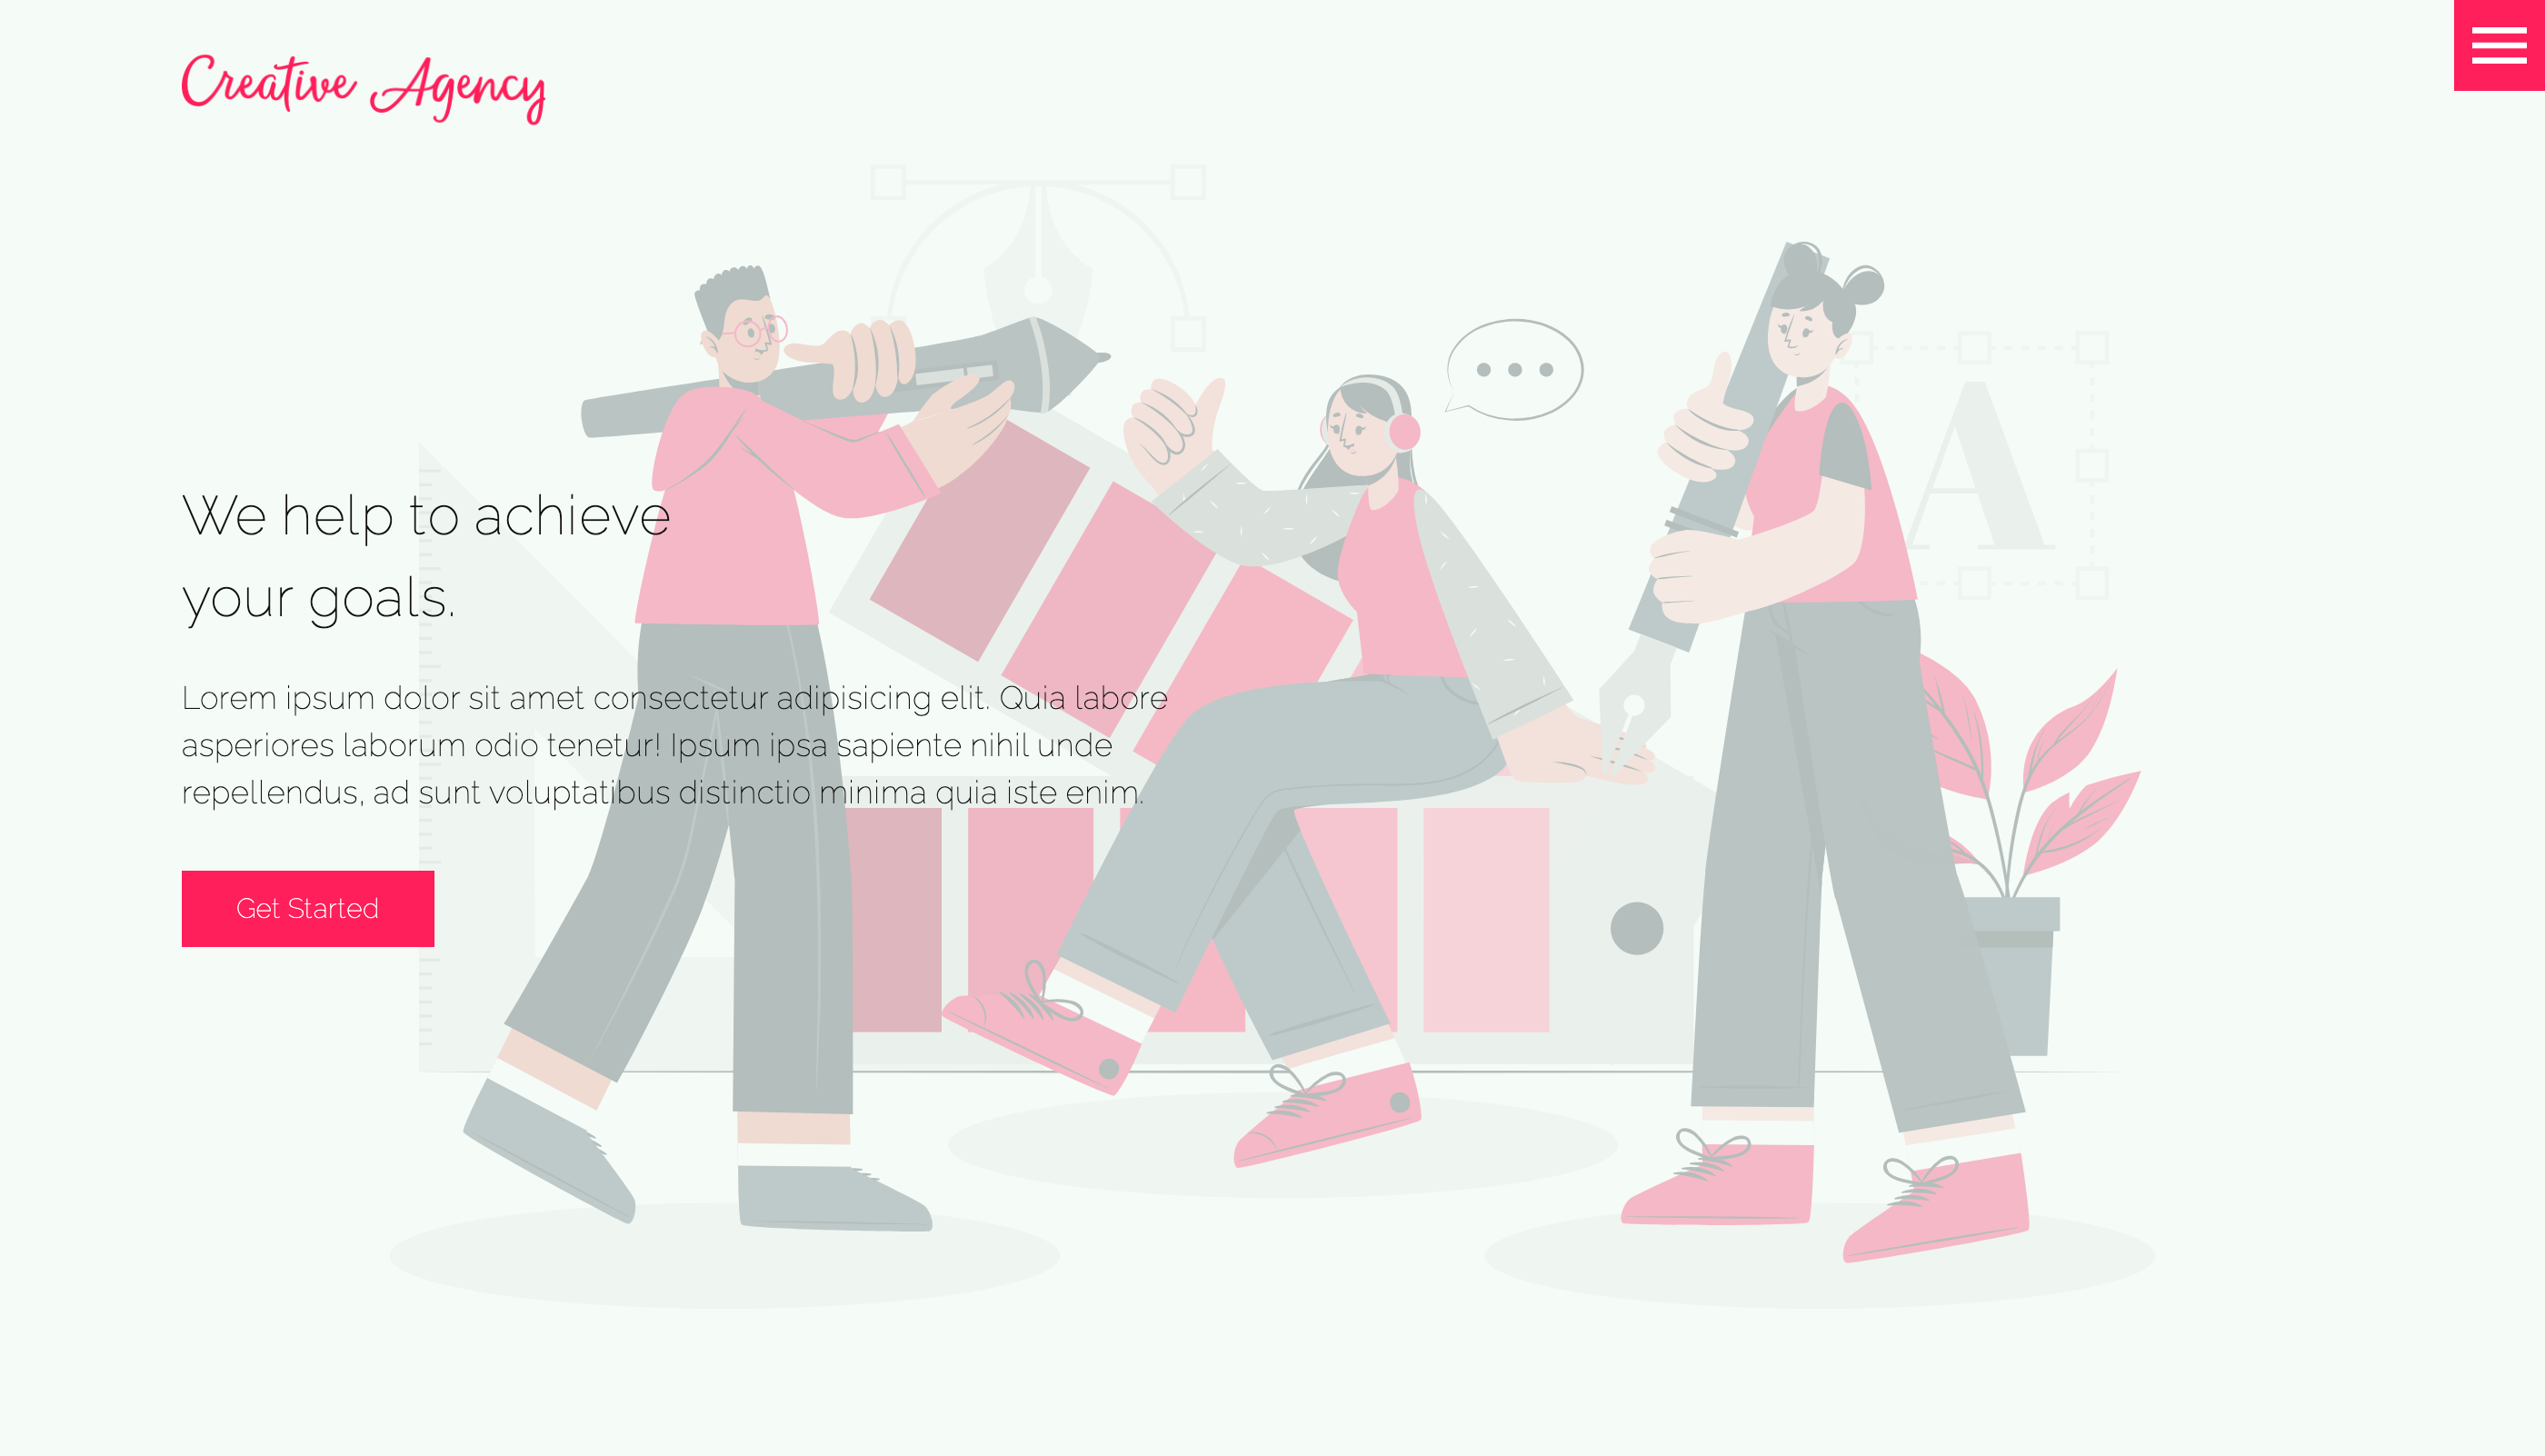 Creative Agency
A
We help to achieve
your goals.
Lorem ipsum dolor sit amet consectetur adipisicing elit. Quia labore
asperiores laborum odio tenetur! Ipsum ipsa sapiente nihil unde
repellendus, ad sunt voluptatibus distinctio minima quia iste enim.
Get Started